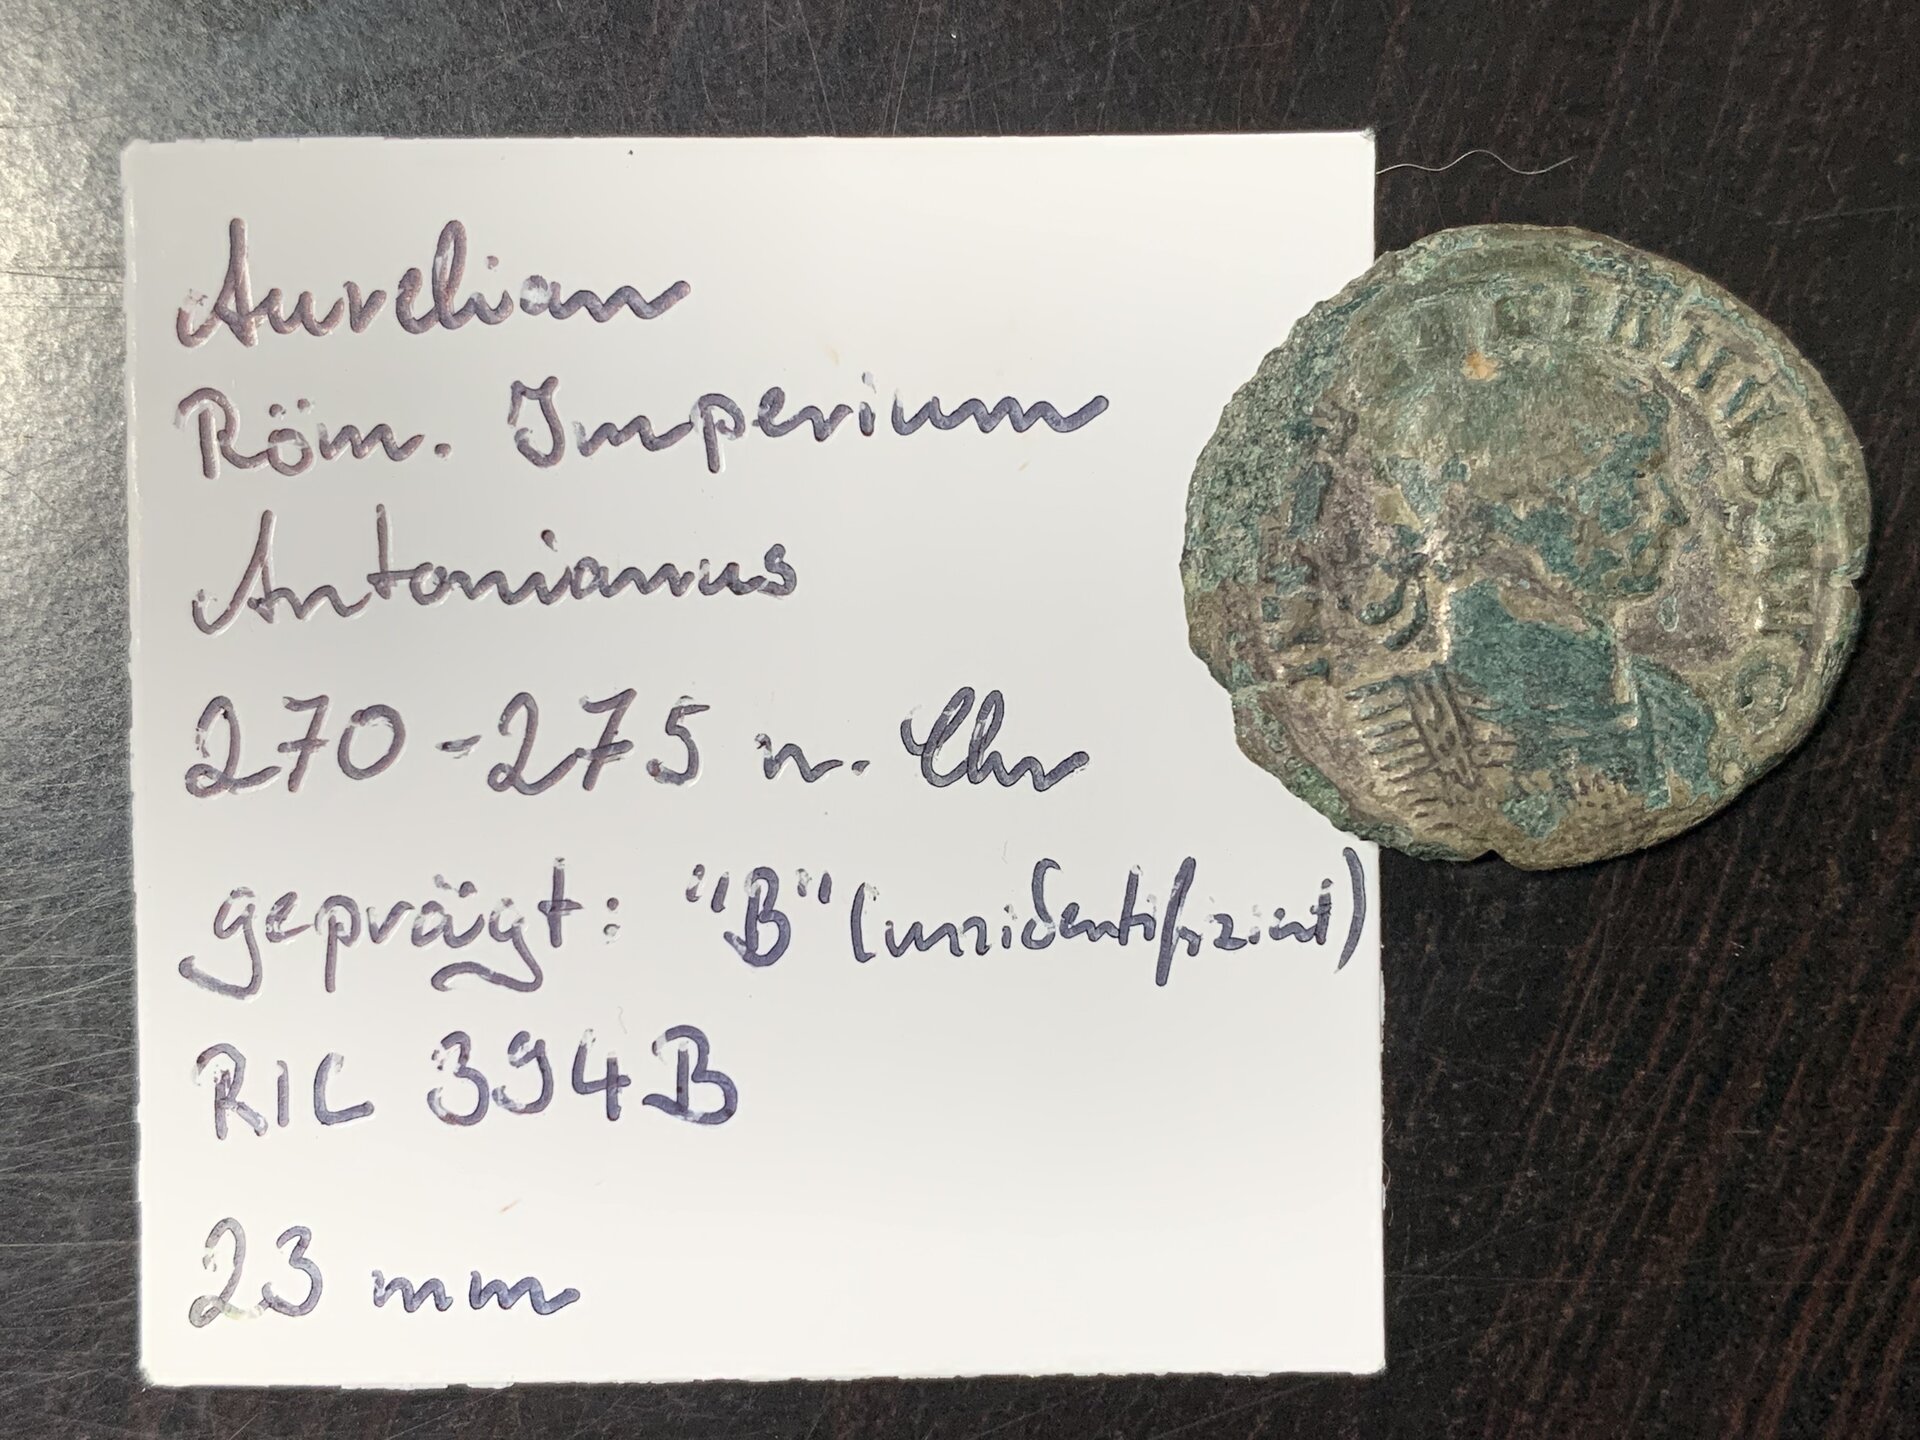 Aurelian
Röm. Imperium
Antonianus
270-275 n. Chr
geprägt: "B" (unidentifiziert)
RIC 394B
23 mm